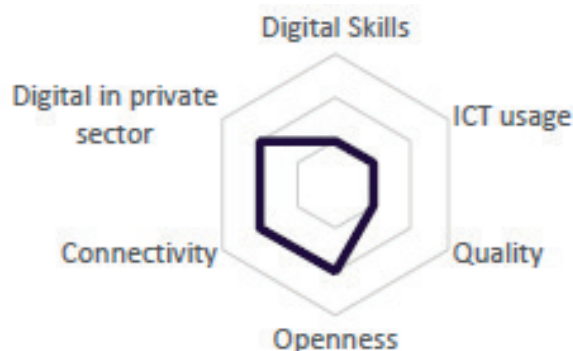 Digital Skills
Digital in private
sector
ICT usage
Connectivity
Quality
Openness